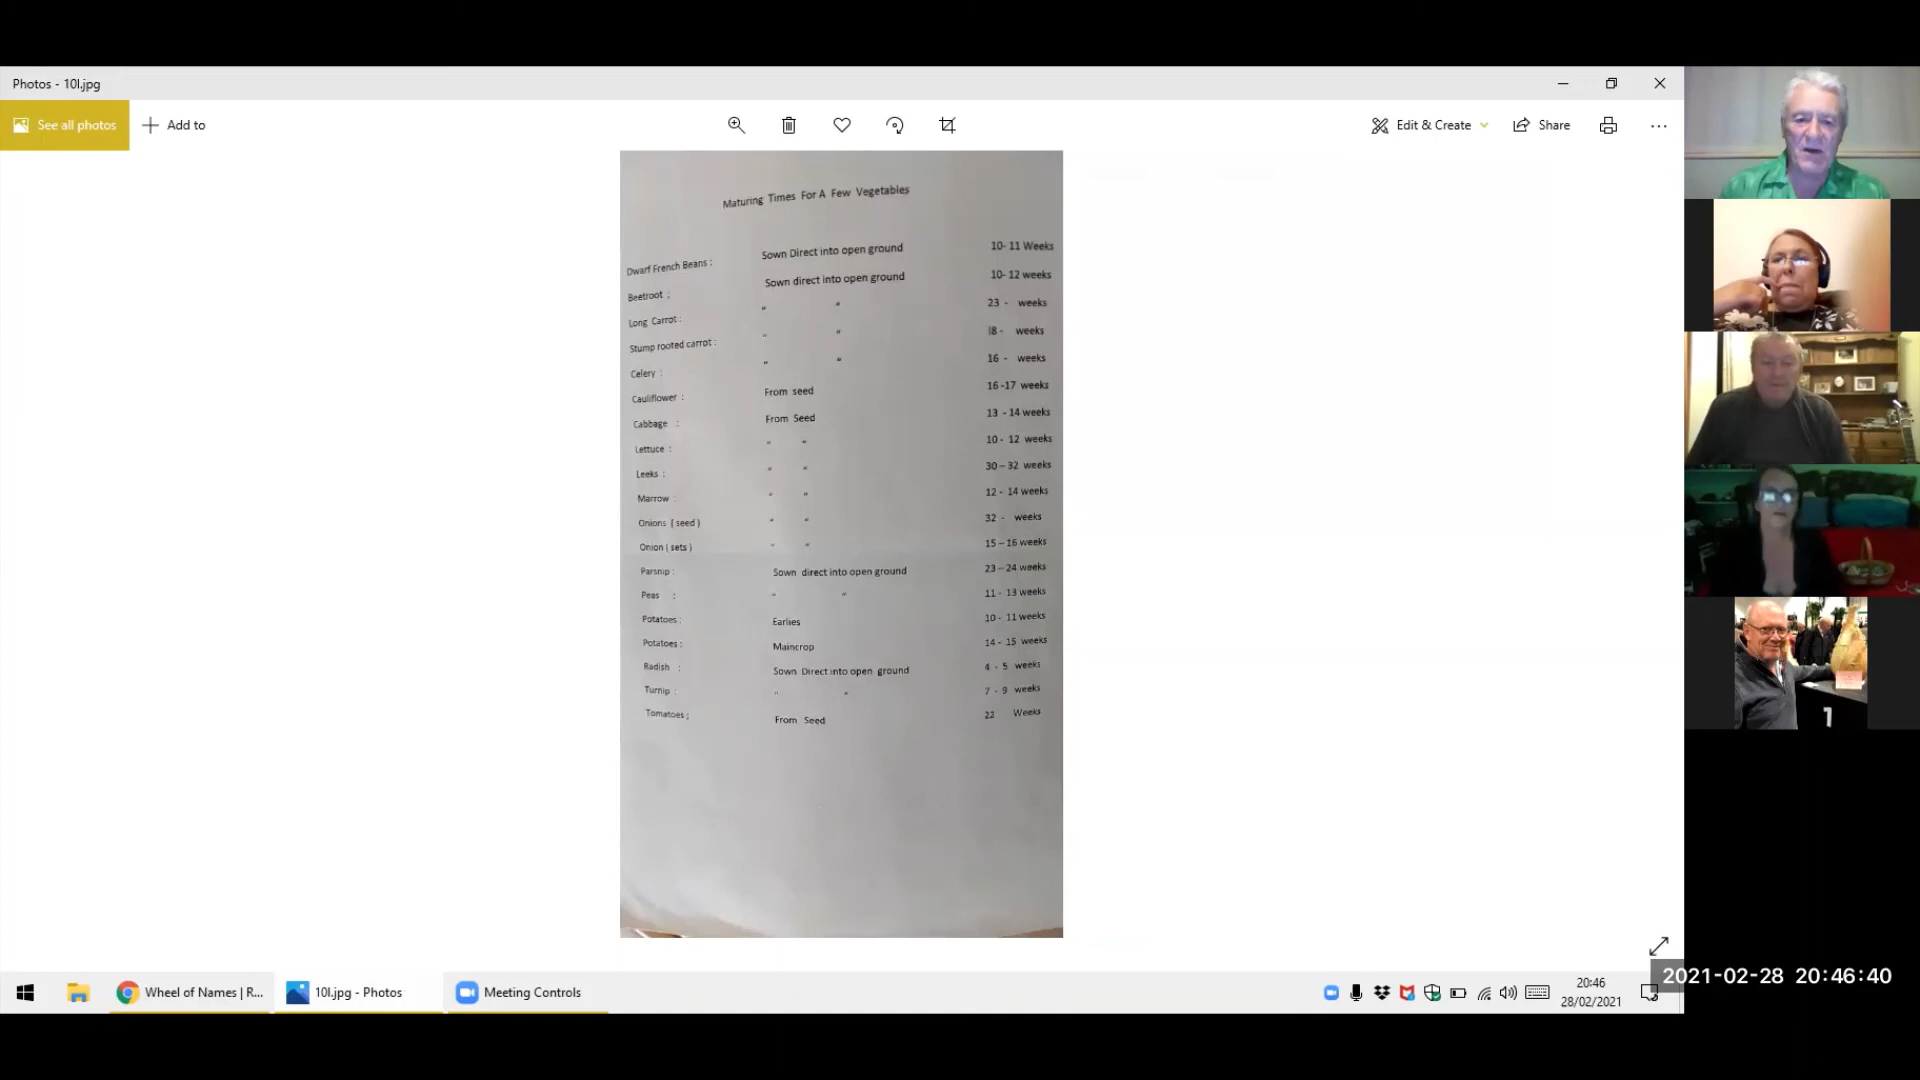 Photos - 10l.jpg
See all photos
Add to
Edit & Create
Share
Maturing Times For A Few Vegetables
Dwarf French Beans : Sown Direct into open ground 10- 11 Weeks
Beetroot : Sown direct into open ground 10- 12 weeks
Long Carrot : " " 23 - weeks
Stump rooted carrot : " " 18 - weeks
Celery : " " 16 - weeks
Cauliflower : From seed 16 -17 weeks
Cabbage : From Seed 13 - 14 weeks
Lettuce : " " 10 - 12 weeks
Leeks : " " 30 – 32 weeks
Marrow : " " 12 - 14 weeks
Onions ( seed ) " " 32 - weeks
Onion ( sets ) " " 15 – 16 weeks
Parsnip : Sown direct into open ground 23 – 24 weeks
Peas : " " 11 - 13 weeks
Potatoes : Earlies 10 - 11 weeks
Potatoes : Maincrop 14 - 15 weeks
Radish : Sown Direct into open ground 4 - 5 weeks
Turnip : " " 7 - 9 weeks
Tomatoes ; From Seed 22 Weeks
1
Wheel of Names | R...
10l.jpg - Photos
Meeting Controls
20:46
28/02/2021
2021-02-28 20:46:40